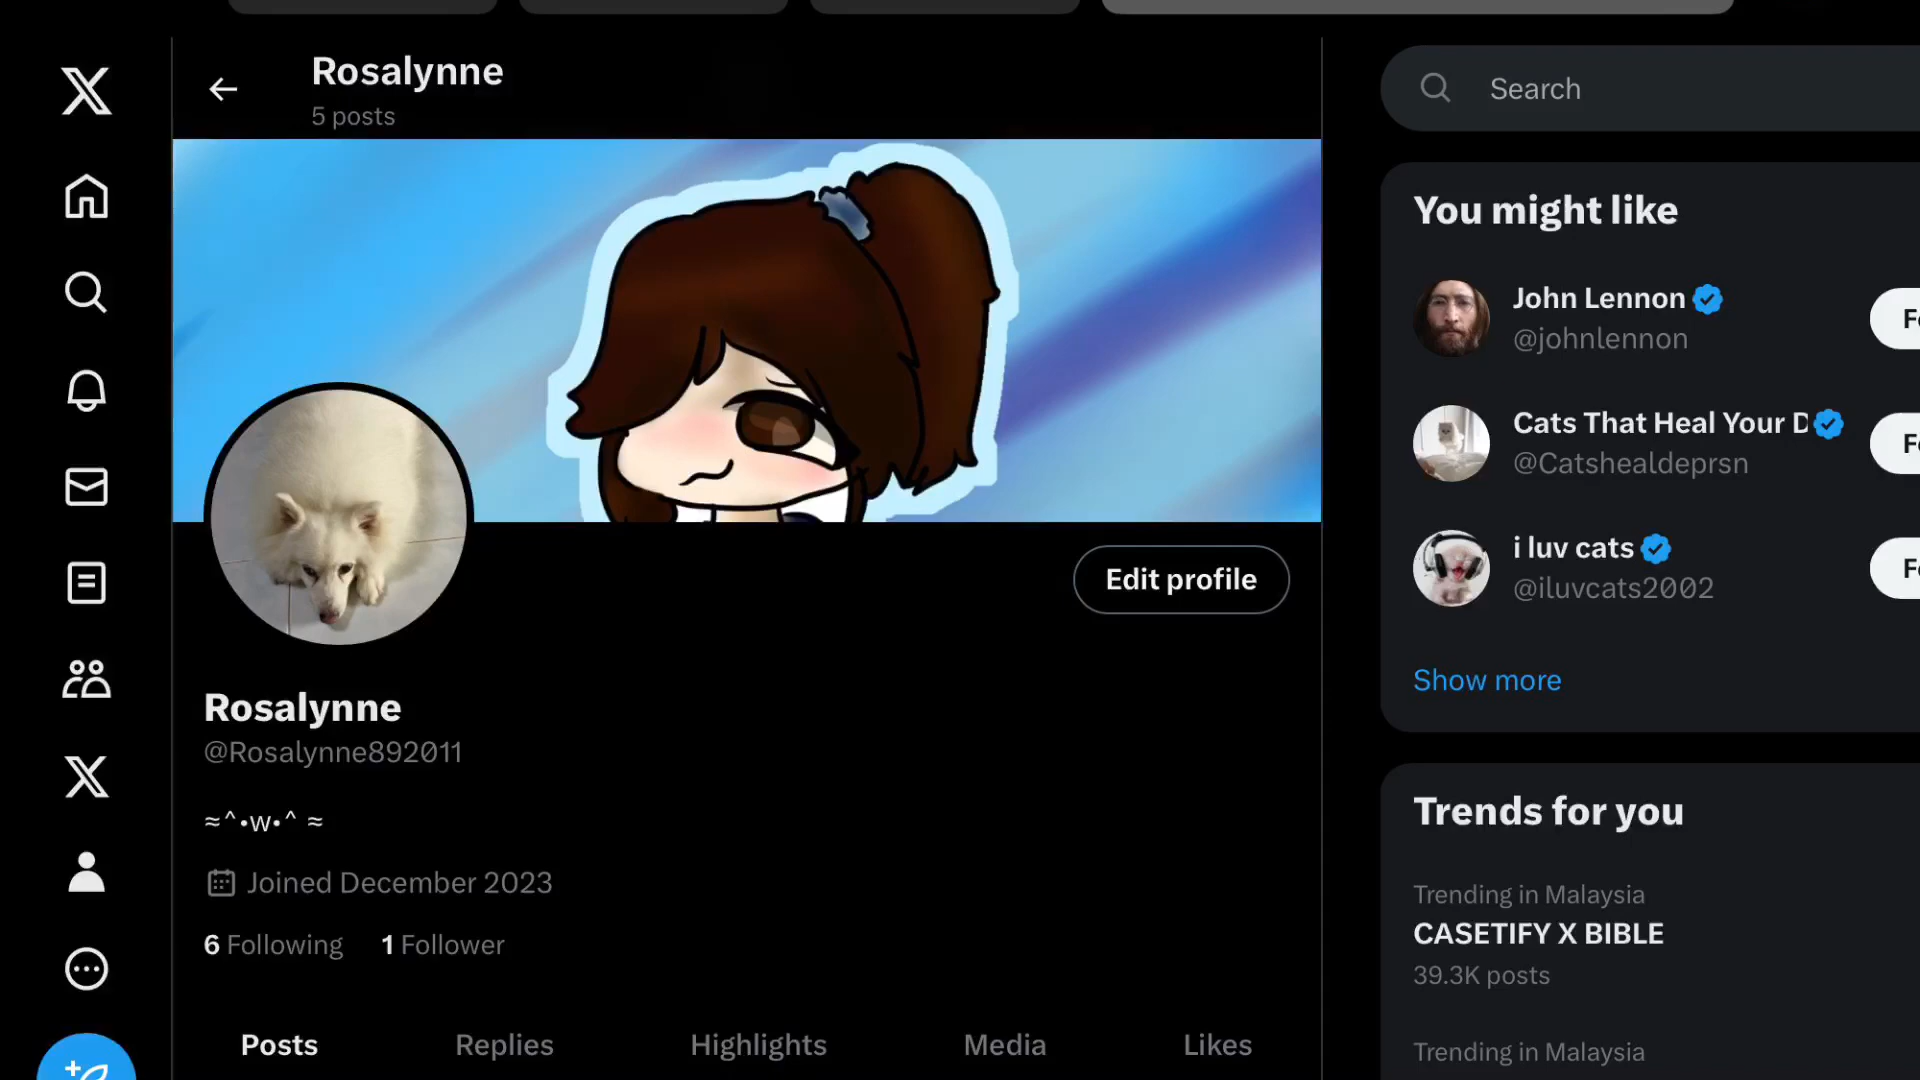 Rosalynne
5 posts
Search
You might like
John Lennon
@johnlennon
Cats That Heal Your
@Catshealdeprsn
i luv cats
@iluvcats2002
Show more
Edit profile
Rosalynne
@Rosalynne892011
≈^•w•^ ≈
Joined December 2023
6 Following 1 Follower
Posts Replies Highlights Media Likes
Trends for you
Trending in Malaysia
CASETIFY X BIBLE
39.3K posts
Trending in Malaysia